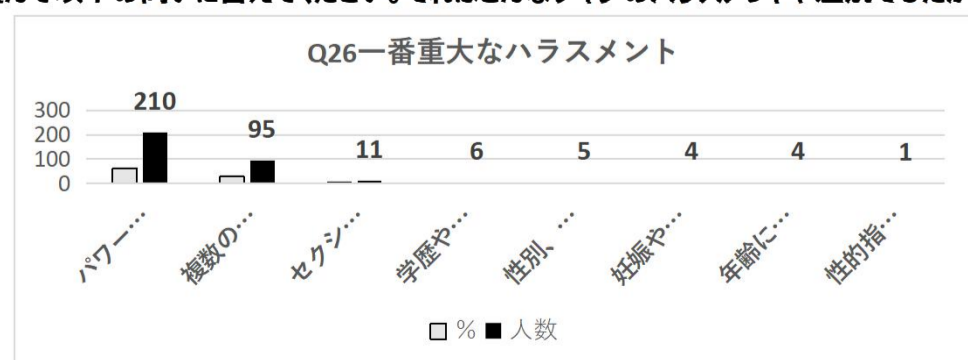 Q26一番重大なハラスメント
300
200
100
0
210
95
11
6
5
4
4
1
パワー…
複数の…
セクシ…
学歴や…
性別、…
妊娠や…
年齢に…
性的指…
% 人数